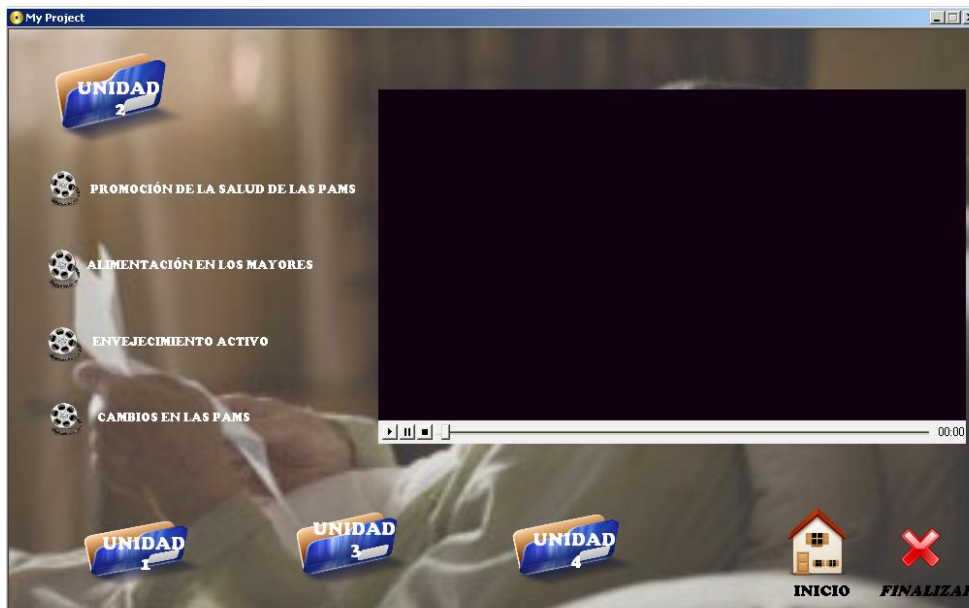 My Project
UNIDAD
2
PROMOCIÓN DE LA SALUD DE LAS PAMS
ALIMENTACIÓN EN LOS MAYORES
ENVEJECIMIENTO ACTIVO
CAMBIOS EN LAS PAMS
00:00
UNIDAD
1
UNIDAD
3
UNIDAD
4
INICIO
FINALIZAR